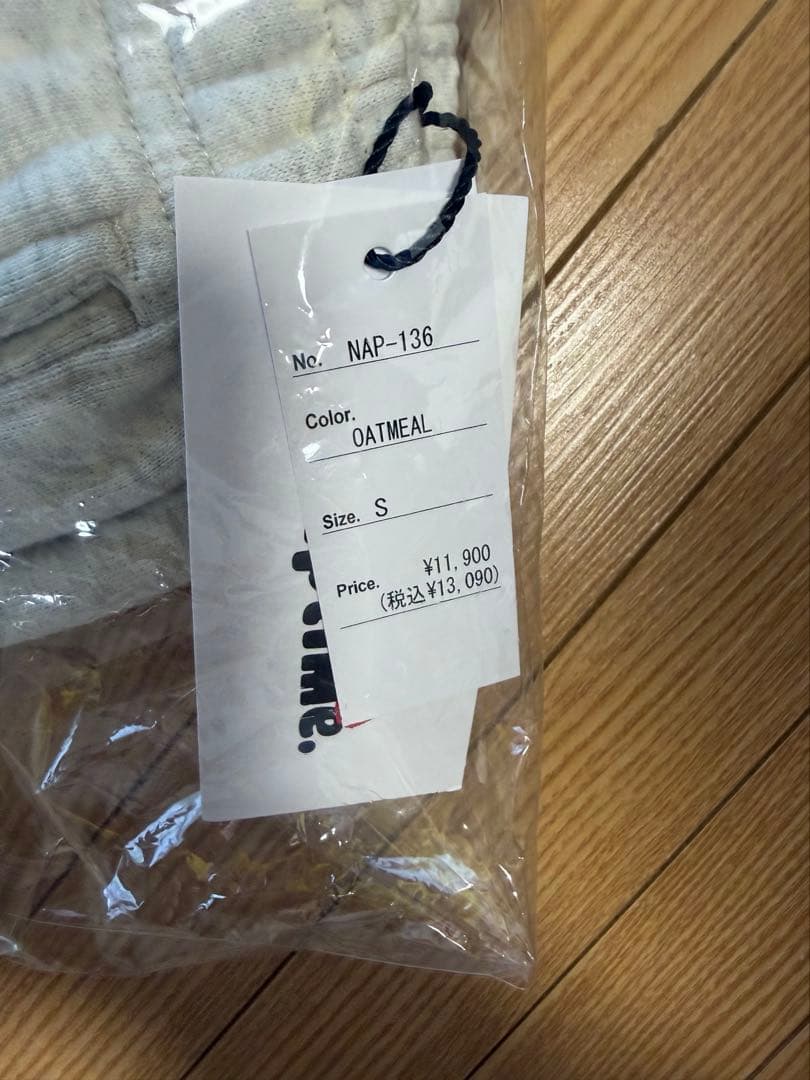 No. NAP-136
Color.
OATMEAL
Size. S
Price. ¥11,900
(税込¥13,090)